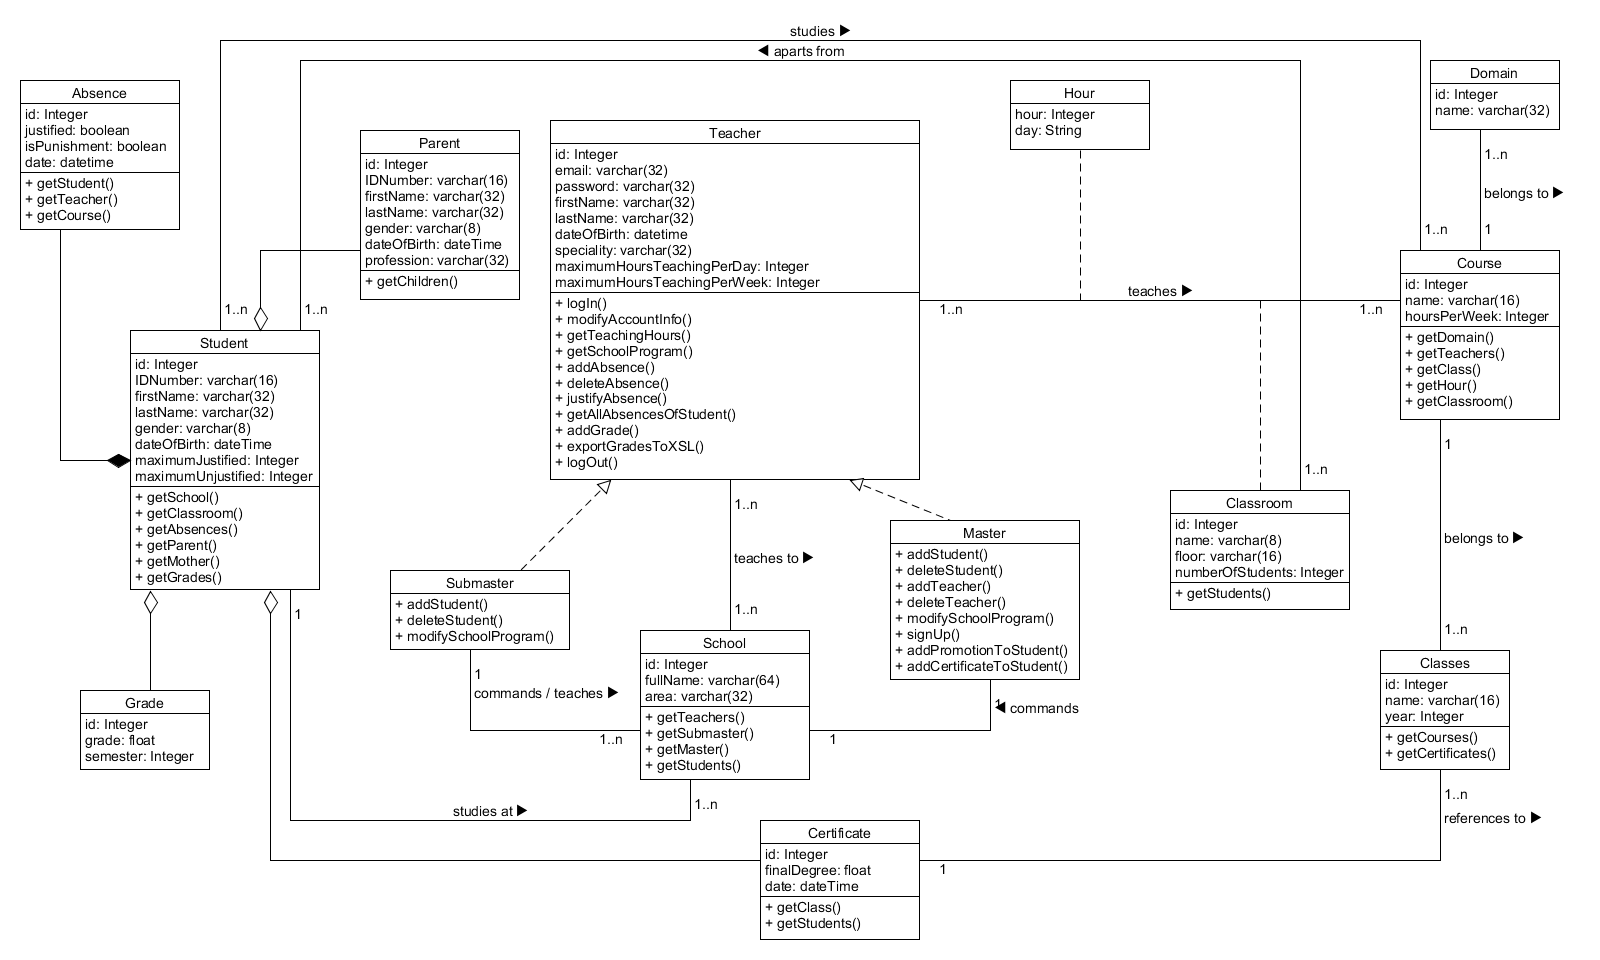 studies ▶
◀ aparts from
Absence
id: Integer
justified: boolean
isPunishment: boolean
date: datetime
+ getStudent()
+ getTeacher()
+ getCourse()
Parent
id: Integer
IDNumber: varchar(16)
firstName: varchar(32)
lastName: varchar(32)
gender: varchar(8)
dateOfBirth: dateTime
profession: varchar(32)
+ getChildren()
Teacher
id: Integer
email: varchar(32)
password: varchar(32)
firstName: varchar(32)
lastName: varchar(32)
dateOfBirth: datetime
speciality: varchar(32)
maximumHoursTeachingPerDay: Integer
maximumHoursTeachingPerWeek: Integer
+ logIn()
+ modifyAccountInfo()
+ getTeachingHours()
+ getSchoolProgram()
+ addAbsence()
+ deleteAbsence()
+ justifyAbsence()
+ getAllAbsencesOfStudent()
+ addGrade()
+ exportGradesToXSL()
+ logOut()
Hour
hour: Integer
day: String
Domain
id: Integer
name: varchar(32)
1..n
belongs to ▶
1..n
1
1..n
teaches ▶
1..n
Course
id: Integer
name: varchar(16)
hoursPerWeek: Integer
+ getDomain()
+ getTeachers()
+ getClass()
+ getHour()
+ getClassroom()
1..n
1..n
Student
id: Integer
IDNumber: varchar(16)
firstName: varchar(32)
lastName: varchar(32)
gender: varchar(8)
dateOfBirth: dateTime
maximumJustified: Integer
maximumUnjustified: Integer
+ getSchool()
+ getClassroom()
+ getAbsences()
+ getParent()
+ getMother()
+ getGrades()
1
1..n
Classroom
id: Integer
name: varchar(8)
floor: varchar(16)
numberOfStudents: Integer
+ getStudents()
1
belongs to ▶
1..n
1..n
teaches to ▶
1..n
Submaster
+ addStudent()
+ deleteStudent()
+ modifySchoolProgram()
1
commands / teaches ▶
1..n
Master
+ addStudent()
+ deleteStudent()
+ addTeacher()
+ deleteTeacher()
+ modifySchoolProgram()
+ signUp()
+ addPromotionToStudent()
+ addCertificateToStudent()
1
◀ commands
1
School
id: Integer
fullName: varchar(64)
area: varchar(32)
+ getTeachers()
+ getSubmaster()
+ getMaster()
+ getStudents()
1..n
studies at ▶
Grade
id: Integer
grade: float
semester: Integer
Classes
id: Integer
name: varchar(16)
year: Integer
+ getCourses()
+ getCertificates()
1..n
references to ▶
1
Certificate
id: Integer
finalDegree: float
date: dateTime
+ getClass()
+ getStudents()